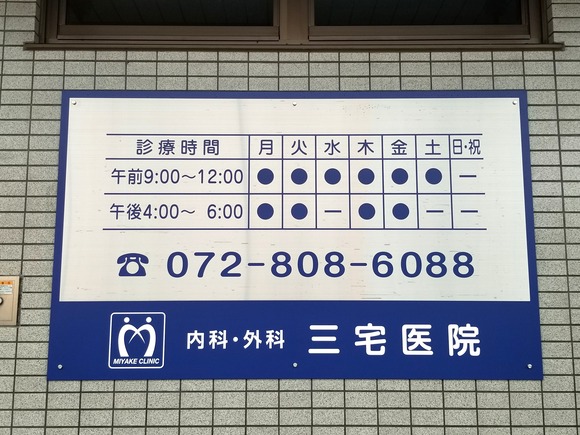 診療時間 月 火 水 木 金 土 日・祝
午前9:00～12:00 ● ● ● ● ● ● ー
午後4:00～ 6:00 ● ● ー ● ● ー ー
☎ 072-808-6088
MIYAKE CLINIC
内科・外科 三宅医院